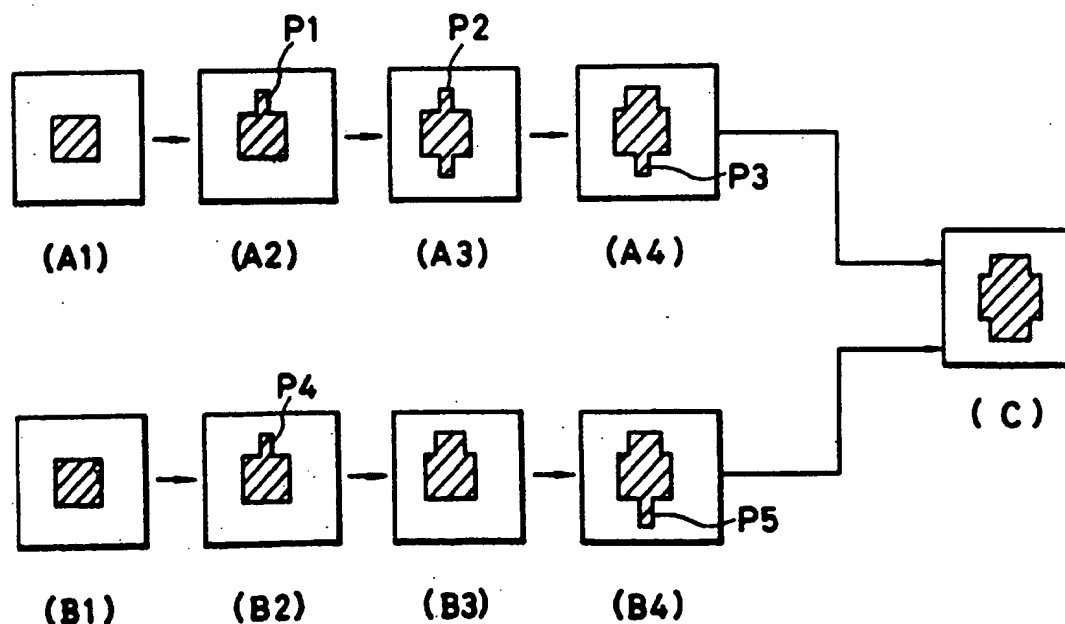 P1
P2
P3
(A1)
(A2)
(A3)
(A4)
P4
(C)
P5
(B1)
(B2)
(B3)
(B4)